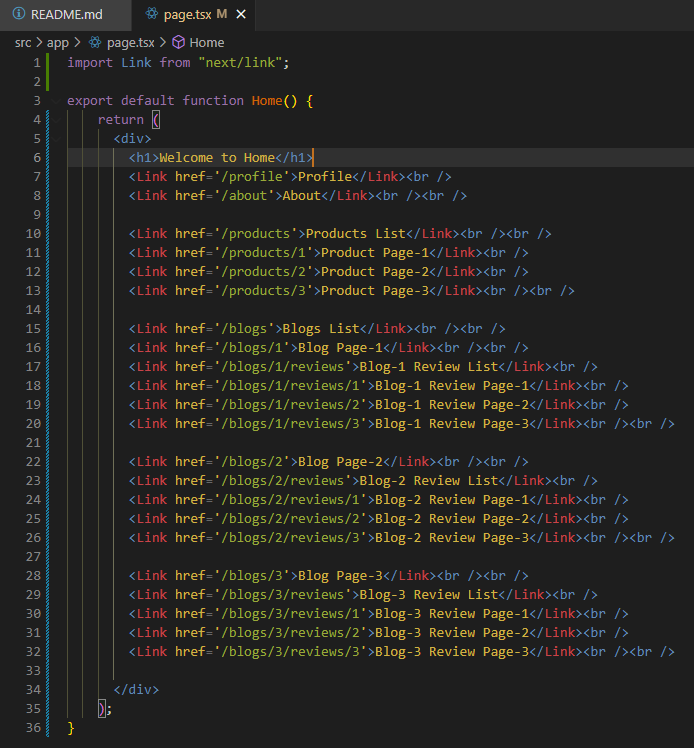 README.md page.tsx M
src > app > page.tsx > Home
1 import Link from "next/link";
2
3 export default function Home() {
4 return (
5 <div>
6 <h1>Welcome to Home</h1>
7 <Link href='/profile'>Profile</Link><br />
8 <Link href='/about'>About</Link><br /><br />
9
10 <Link href='/products'>Products List</Link><br /><br />
11 <Link href='/products/1'>Product Page-1</Link><br />
12 <Link href='/products/2'>Product Page-2</Link><br />
13 <Link href='/products/3'>Product Page-3</Link><br /><br />
14
15 <Link href='/blogs'>Blogs List</Link><br /><br />
16 <Link href='/blogs/1'>Blog Page-1</Link><br /><br />
17 <Link href='/blogs/1/reviews'>Blog-1 Review List</Link><br />
18 <Link href='/blogs/1/reviews/1'>Blog-1 Review Page-1</Link><br />
19 <Link href='/blogs/1/reviews/2'>Blog-1 Review Page-2</Link><br />
20 <Link href='/blogs/1/reviews/3'>Blog-1 Review Page-3</Link><br /><br />
21
22 <Link href='/blogs/2'>Blog Page-2</Link><br /><br />
23 <Link href='/blogs/2/reviews'>Blog-2 Review List</Link><br />
24 <Link href='/blogs/2/reviews/1'>Blog-2 Review Page-1</Link><br />
25 <Link href='/blogs/2/reviews/2'>Blog-2 Review Page-2</Link><br />
26 <Link href='/blogs/2/reviews/3'>Blog-2 Review Page-3</Link><br /><br />
27
28 <Link href='/blogs/3'>Blog Page-3</Link><br /><br />
29 <Link href='/blogs/3/reviews'>Blog-3 Review List</Link><br />
30 <Link href='/blogs/3/reviews/1'>Blog-3 Review Page-1</Link><br />
31 <Link href='/blogs/3/reviews/2'>Blog-3 Review Page-2</Link><br />
32 <Link href='/blogs/3/reviews/3'>Blog-3 Review Page-3</Link><br /><br />
33
34 </div>
35 );
36 }